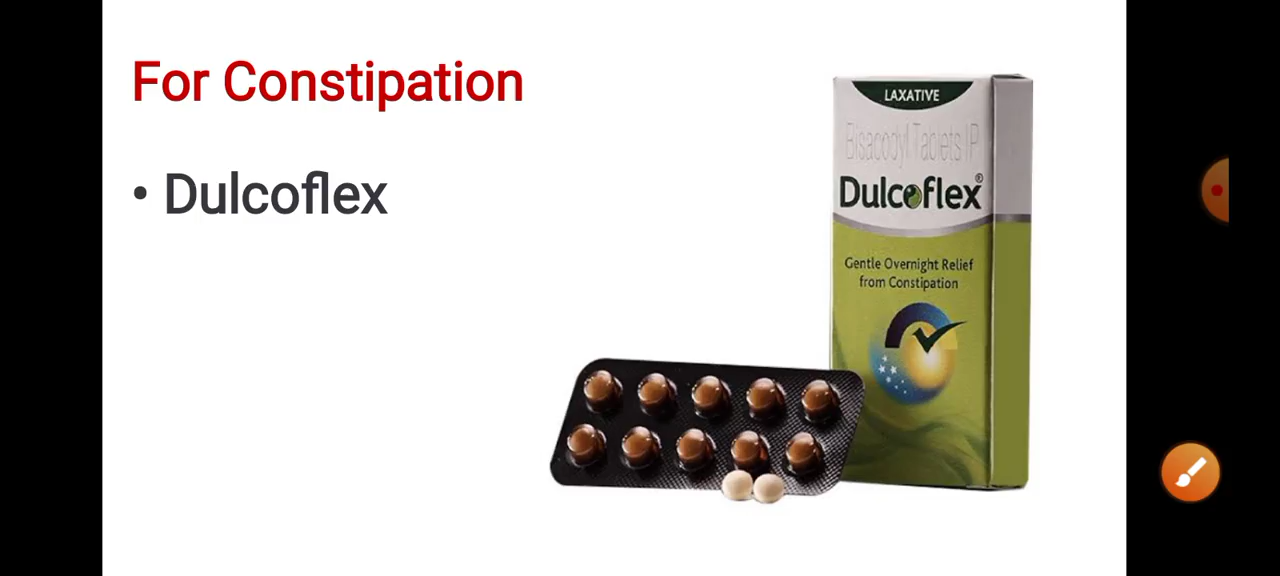 For Constipation
• Dulcoflex
LAXATIVE
Bisacodyl Tablets IP
Dulcoflex®
Gentle Overnight Relief
from Constipation